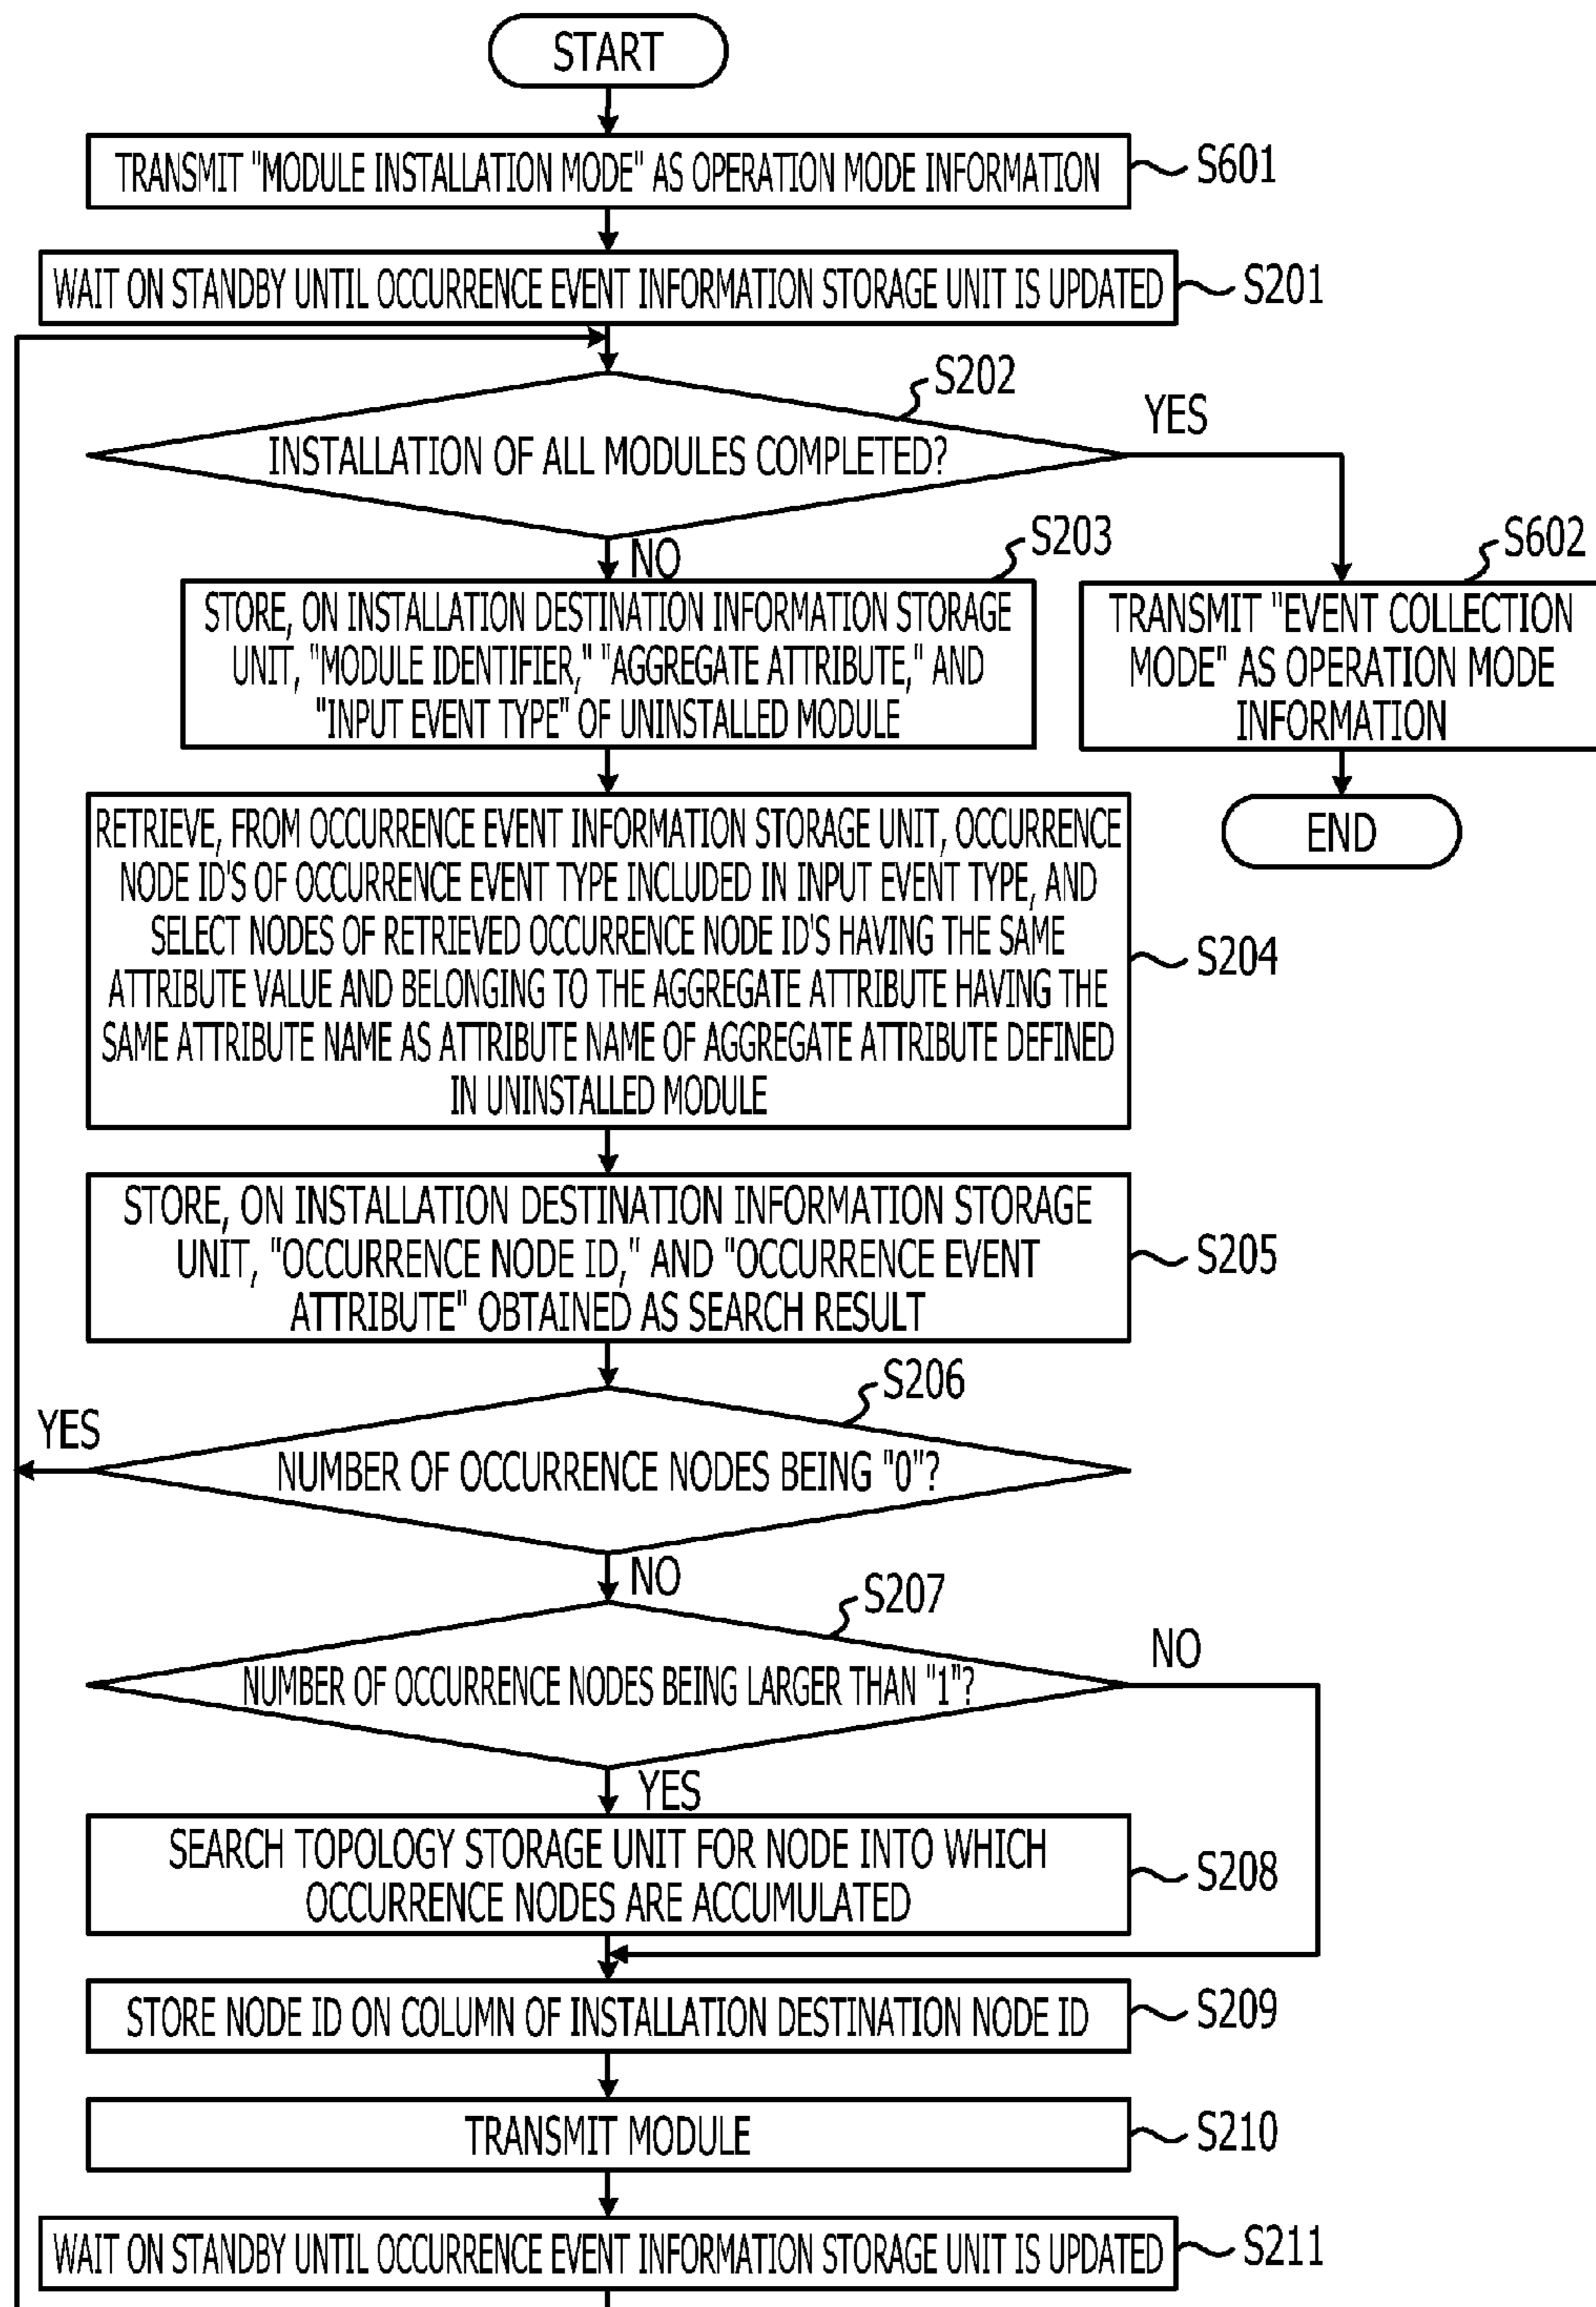 START
TRANSMIT "MODULE INSTALLATION MODE" AS OPERATION MODE INFORMATION
S601
WAIT ON STANDBY UNTIL OCCURRENCE EVENT INFORMATION STORAGE UNIT IS UPDATED
S201
S202
YES
INSTALLATION OF ALL MODULES COMPLETED?
NO
S203
STORE, ON INSTALLATION DESTINATION INFORMATION STORAGE
UNIT, "MODULE IDENTIFIER," "AGGREGATE ATTRIBUTE," AND
"INPUT EVENT TYPE" OF UNINSTALLED MODULE
S602
TRANSMIT "EVENT COLLECTION
MODE" AS OPERATION MODE
INFORMATION
END
RETRIEVE, FROM OCCURRENCE EVENT INFORMATION STORAGE UNIT, OCCURRENCE
NODE ID'S OF OCCURRENCE EVENT TYPE INCLUDED IN INPUT EVENT TYPE, AND
SELECT NODES OF RETRIEVED OCCURRENCE NODE ID'S HAVING THE SAME
ATTRIBUTE VALUE AND BELONGING TO THE AGGREGATE ATTRIBUTE HAVING THE
SAME ATTRIBUTE NAME AS ATTRIBUTE NAME OF AGGREGATE ATTRIBUTE DEFINED
IN UNINSTALLED MODULE
S204
STORE, ON INSTALLATION DESTINATION INFORMATION STORAGE
UNIT, "OCCURRENCE NODE ID," AND "OCCURRENCE EVENT
ATTRIBUTE" OBTAINED AS SEARCH RESULT
S205
S206
YES
NUMBER OF OCCURRENCE NODES BEING "0"?
NO
S207
NO
NUMBER OF OCCURRENCE NODES BEING LARGER THAN "1"?
YES
SEARCH TOPOLOGY STORAGE UNIT FOR NODE INTO WHICH
OCCURRENCE NODES ARE ACCUMULATED
S208
STORE NODE ID ON COLUMN OF INSTALLATION DESTINATION NODE ID
S209
TRANSMIT MODULE
S210
WAIT ON STANDBY UNTIL OCCURRENCE EVENT INFORMATION STORAGE UNIT IS UPDATED
S211